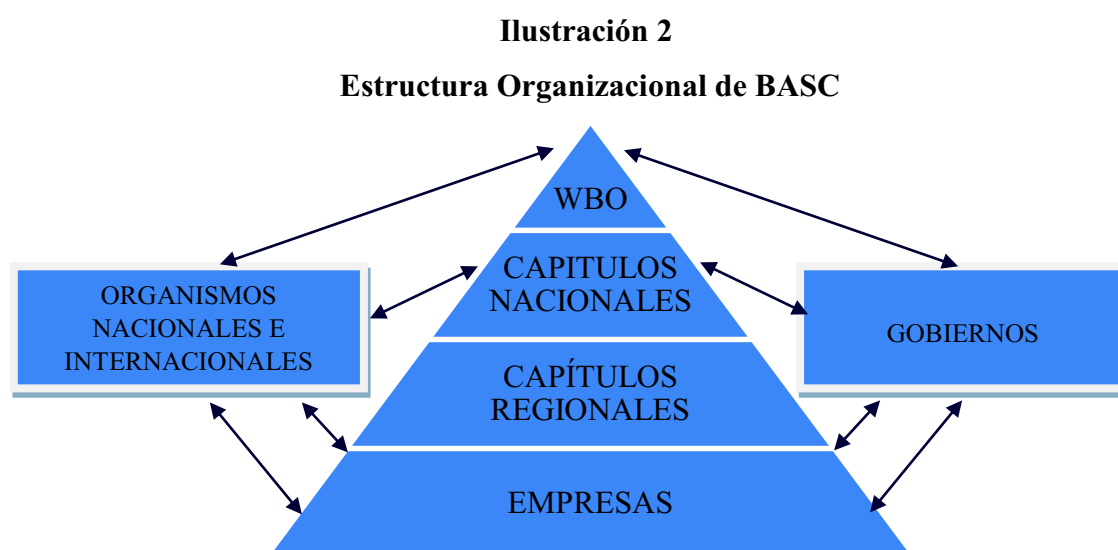 Ilustración 2
Estructura Organizacional de BASC
WBO
CAPITULOS
NACIONALES
ORGANISMOS
NACIONALES E
INTERNACIONALES
GOBIERNOS
CAPÍTULOS
REGIONALES
EMPRESAS